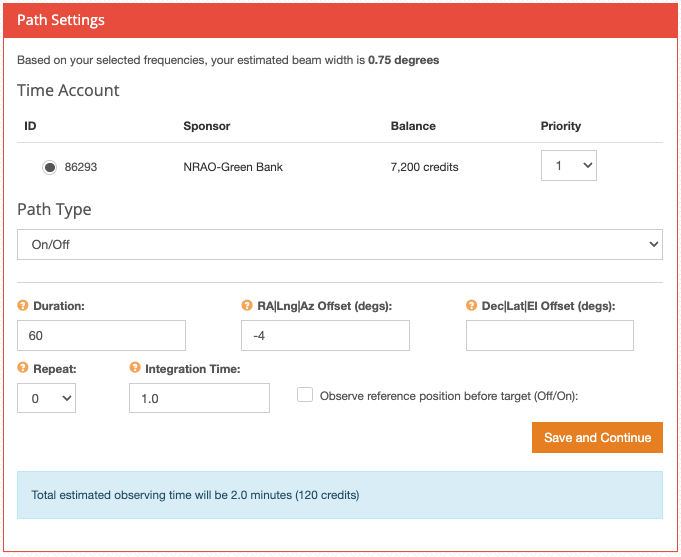 Path Settings
Based on your selected frequencies, your estimated beam width is 0.75 degrees
Time Account
ID Sponsor Balance Priority
86293 NRAO-Green Bank 7,200 credits 1
Path Type
On/Off
? Duration: ? RA|Lng|Az Offset (degs): ? Dec|Lat|El Offset (degs):
60 -4
? Repeat: ? Integration Time:
0 1.0 Observe reference position before target (Off/On):
Save and Continue
Total estimated observing time will be 2.0 minutes (120 credits)